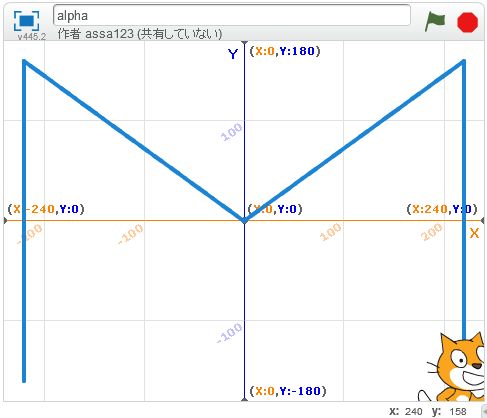 alpha
v445.2
作者 assa123 (共有していない)
Y
(X:0,Y:180)
100
(X:-240,Y:0)
(X:0,Y:0)
(X:240,Y:0)
-200
-100
100
200
X
-100
(X:0,Y:-180)
x: 240 y: 158